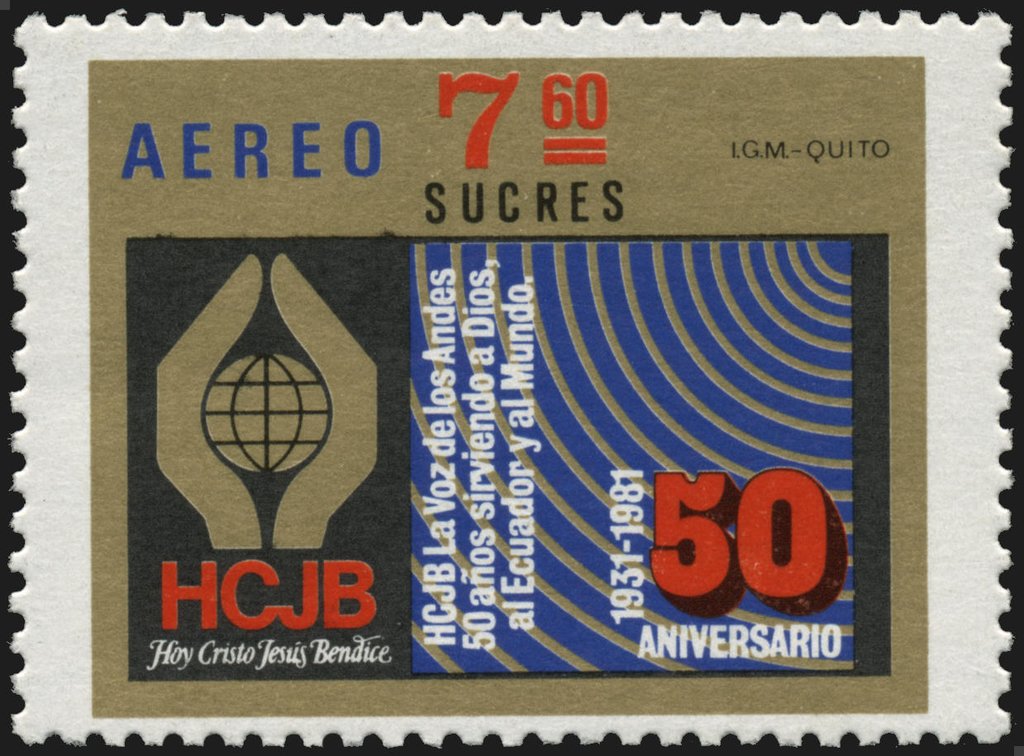 AEREO
7 60
SUCRES
I.G.M.-QUITO
HCJB
Hoy Cristo Jesús Bendice
HCJB La Voz de los Andes
50 años sirviendo a Dios,
al Ecuador y al Mundo.
1931-1981
50
ANIVERSARIO